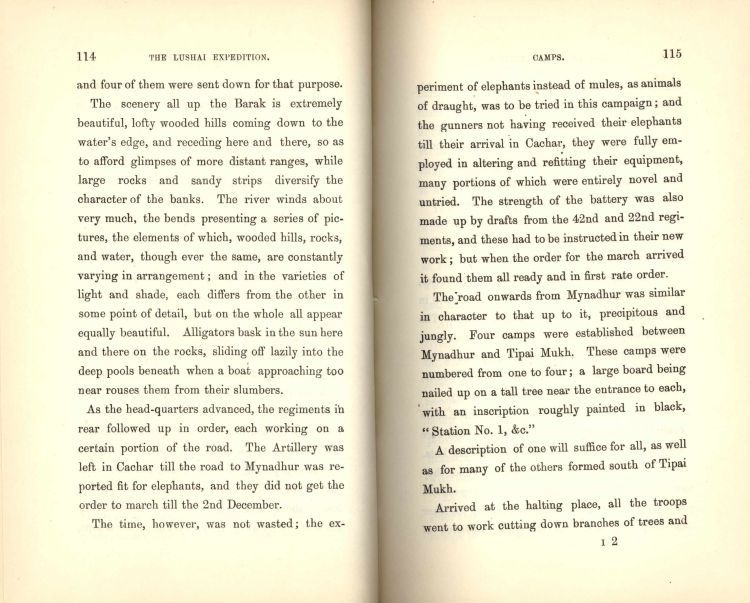 114 THE LUSHAI EXPEDITION.
and four of them were sent down for that purpose.
The scenery all up the Barak is extremely
beautiful, lofty wooded hills coming down to the
water's edge, and receding here and there, so as
to afford glimpses of more distant ranges, while
large rocks and sandy strips diversify the
character of the banks. The river winds about
very much, the bends presenting a series of pic-
tures, the elements of which, wooded hills, rocks,
and water, though ever the same, are constantly
varying in arrangement; and in the varieties of
light and shade, each differs from the other in
some point of detail, but on the whole all appear
equally beautiful. Alligators bask in the sun here
and there on the rocks, sliding off lazily into the
deep pools beneath when a boat approaching too
near rouses them from their slumbers.
As the head-quarters advanced, the regiments in
rear followed up in order, each working on a
certain portion of the road. The Artillery was
left in Cachar till the road to Mynadhur was re-
ported fit for elephants, and they did not get the
order to march till the 2nd December.
The time, however, was not wasted; the ex-
CAMPS. 115
periment of elephants instead of mules, as animals
of draught, was to be tried in this campaign; and
the gunners not having received their elephants
till their arrival in Cachar, they were fully em-
ployed in altering and refitting their equipment,
many portions of which were entirely novel and
untried. The strength of the battery was also
made up by drafts from the 42nd and 22nd regi-
ments, and these had to be instructed in their new
work; but when the order for the march arrived
it found them all ready and in first rate order.
The road onwards from Mynadhur was similar
in character to that up to it, precipitous and
jungly. Four camps were established between
Mynadhur and Tipai Mukh. These camps were
numbered from one to four; a large board being
nailed up on a tall tree near the entrance to each,
with an inscription roughly painted in black,
"Station No. 1, &c."
A description of one will suffice for all, as well
as for many of the others formed south of Tipai
Mukh.
Arrived at the halting place, all the troops
went to work cutting down branches of trees and
I 2